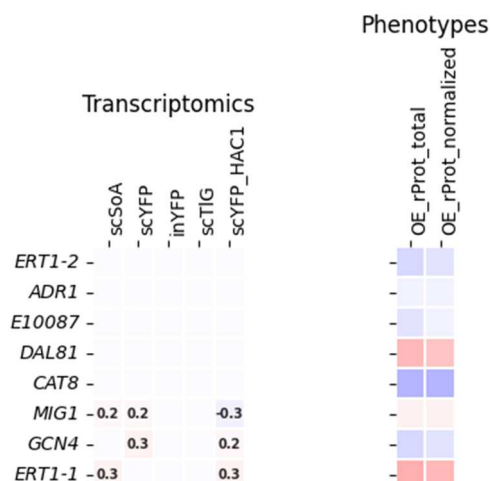 Phenotypes
Transcriptomics
scSoA
scYFP
inYFP
scTlG
scYFP_HAC1
OE_rProt_total
OE_rProt_normalized
ERT1-2
ADR1
E10087
DAL81
CAT8
MIG1 0.2 0.2 -0.3
GCN4 0.3 0.2
ERT1-1 0.3 0.3